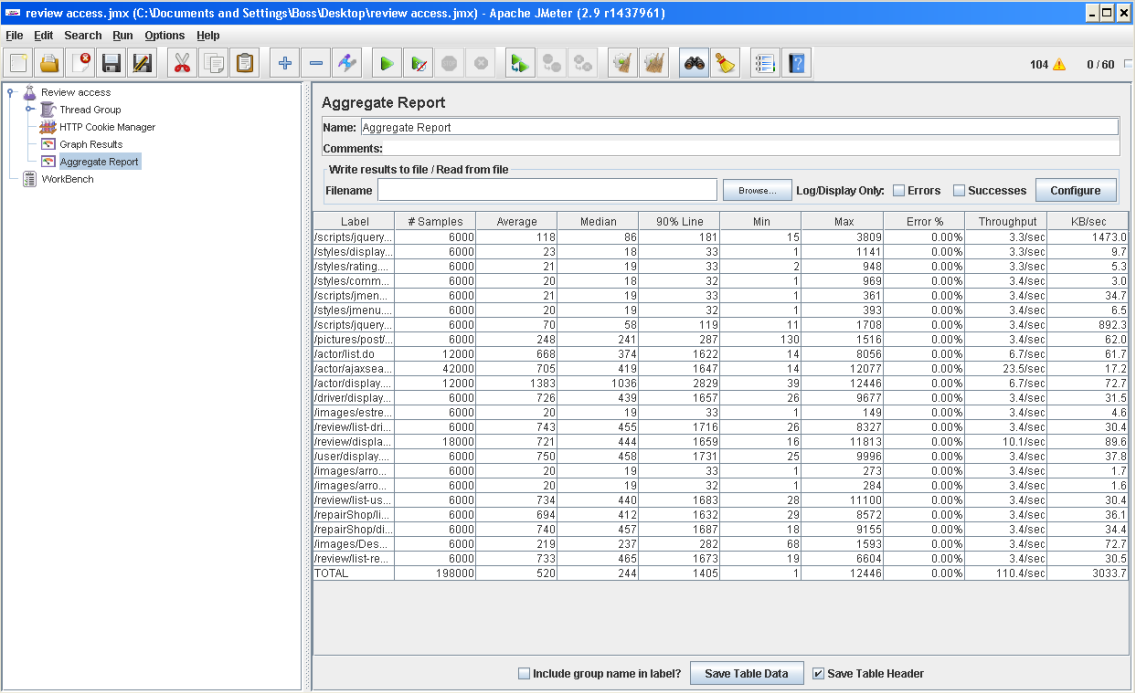 review access.jmx (C:\Documents and Settings\Boss\Desktop\review access.jmx) - Apache JMeter (2.9 r1437961)
File Edit Search Run Options Help
104 0 / 60
Review access
Thread Group
HTTP Cookie Manager
Graph Results
Aggregate Report
WorkBench
Aggregate Report
Name: Aggregate Report
Comments:
Write results to file / Read from file
Filename Browse... Log/Display Only: Errors Successes Configure
Label # Samples Average Median 90% Line Min Max Error % Throughput KB/sec
/scripts/jquery... 6000 118 86 181 15 3809 0.00% 3.3/sec 1473.0
/styles/display... 6000 23 18 33 1 1141 0.00% 3.3/sec 9.7
/styles/rating.... 6000 21 19 33 2 948 0.00% 3.3/sec 5.3
/styles/comm... 6000 20 18 32 1 969 0.00% 3.4/sec 3.0
/scripts/jmen... 6000 21 19 33 1 361 0.00% 3.4/sec 34.7
/styles/jmenu.... 6000 20 19 32 1 393 0.00% 3.4/sec 6.5
/scripts/jquery... 6000 70 58 119 11 1708 0.00% 3.4/sec 892.3
/pictures/post/... 6000 248 241 287 130 1516 0.00% 3.4/sec 62.0
/actor/list.do 12000 668 374 1622 14 8056 0.00% 6.7/sec 61.7
/actor/ajaxsea... 42000 705 419 1647 14 12077 0.00% 23.5/sec 17.2
/actor/display.... 12000 1383 1036 2829 39 12446 0.00% 6.7/sec 72.7
/driver/display... 6000 726 439 1657 26 9677 0.00% 3.4/sec 31.5
/images/estre... 6000 20 19 33 1 149 0.00% 3.4/sec 4.6
/review/list-dri... 6000 743 455 1716 26 8327 0.00% 3.4/sec 30.4
/review/displa... 18000 721 444 1659 16 11813 0.00% 10.1/sec 89.6
/user/display.... 6000 750 458 1731 25 9996 0.00% 3.4/sec 37.8
/images/arro... 6000 20 19 33 1 273 0.00% 3.4/sec 1.7
/images/arro... 6000 20 19 32 1 284 0.00% 3.4/sec 1.6
/review/list-us... 6000 734 440 1683 28 11100 0.00% 3.4/sec 30.4
/repairShop/li... 6000 694 412 1632 29 8572 0.00% 3.4/sec 36.1
/repairShop/di... 6000 740 457 1687 18 9155 0.00% 3.4/sec 34.4
/images/Des... 6000 219 237 282 68 1593 0.00% 3.4/sec 72.7
/review/list-re... 6000 733 465 1673 19 6604 0.00% 3.4/sec 30.5
TOTAL 198000 520 244 1405 1 12446 0.00% 110.4/sec 3033.7
Include group name in label? Save Table Data Save Table Header